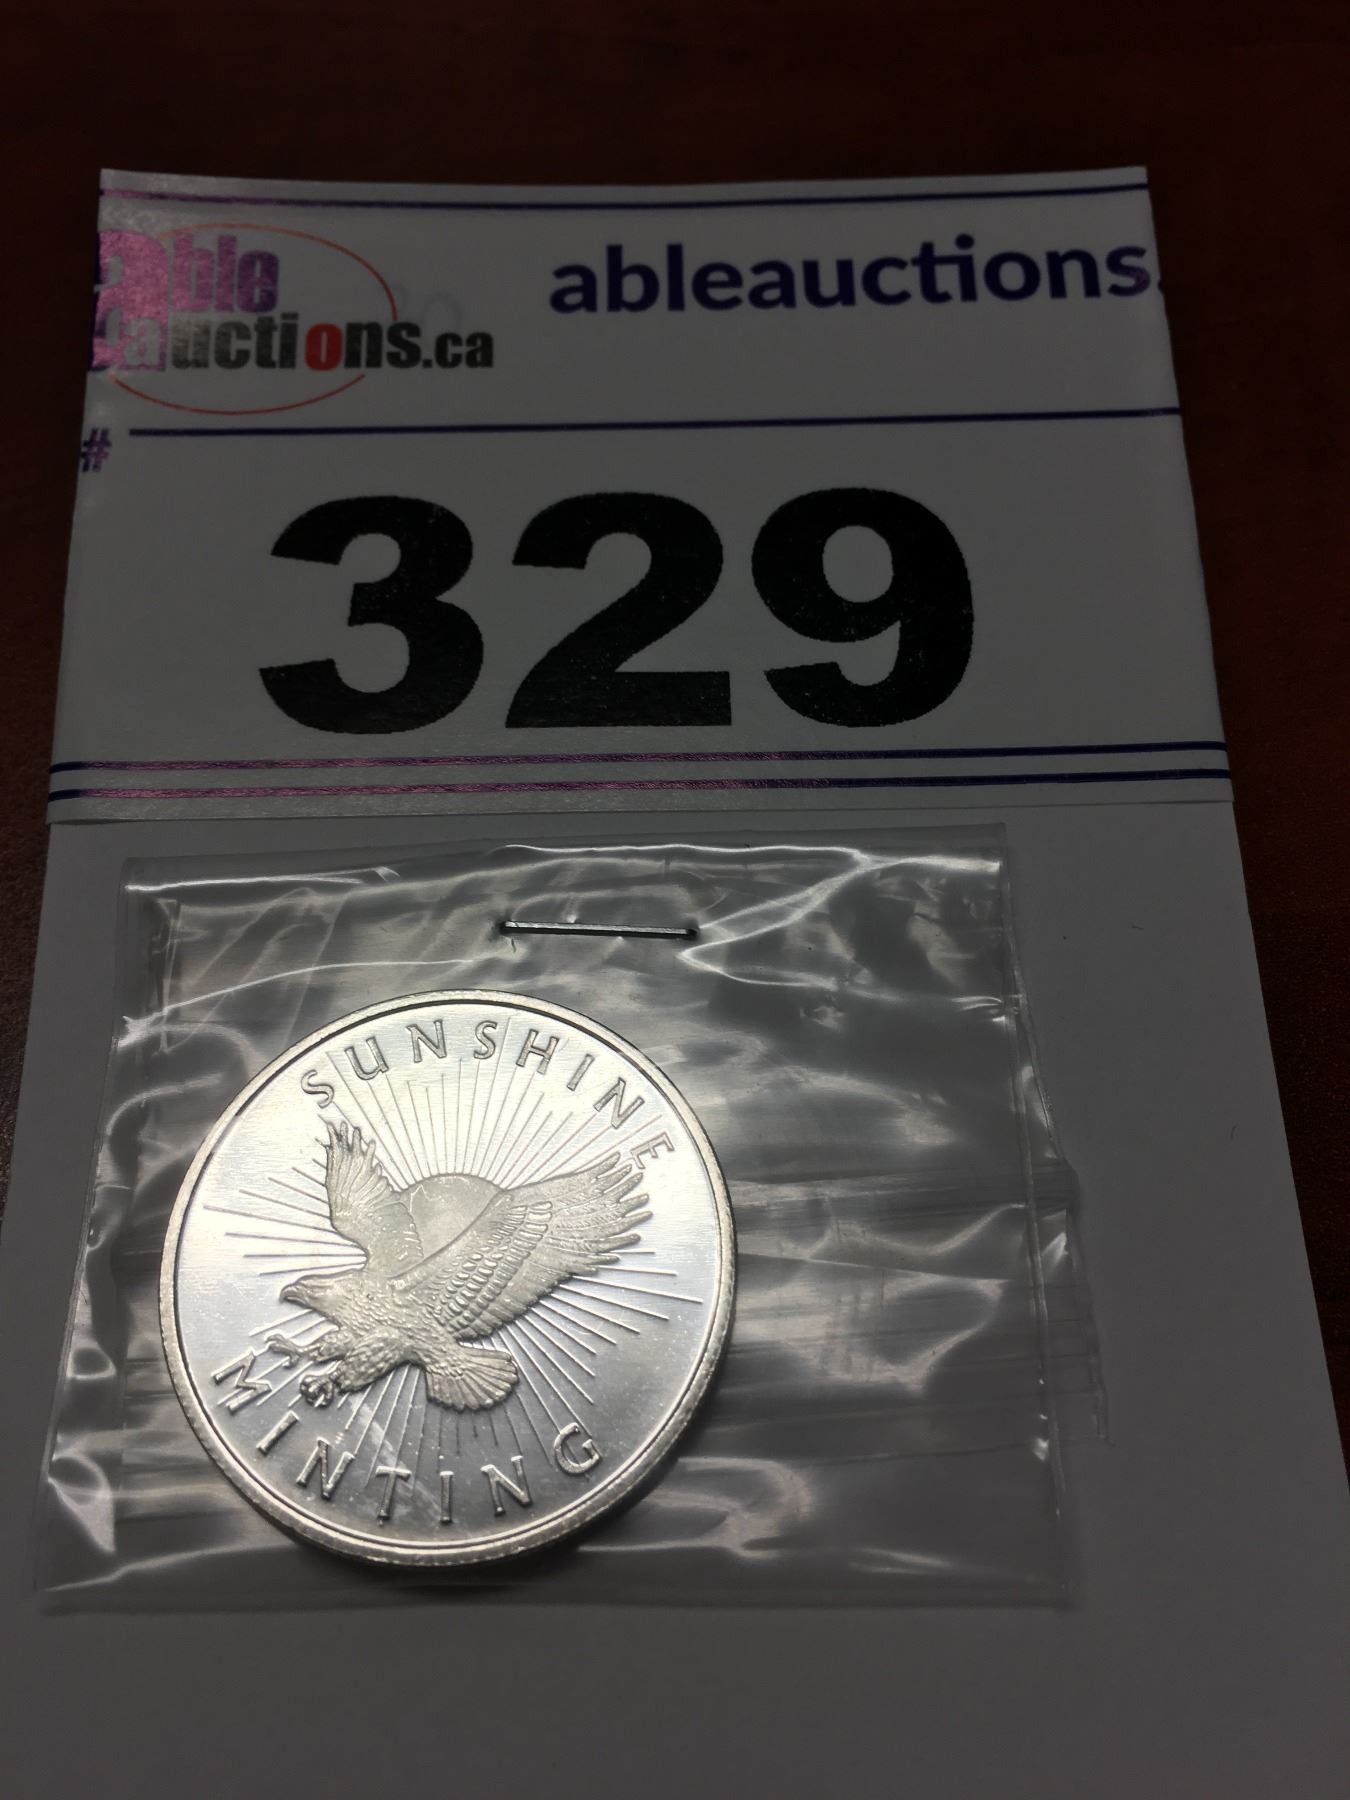 able
auctions.ca
ableauctions.
#
329
SUNSHINE
MINTING